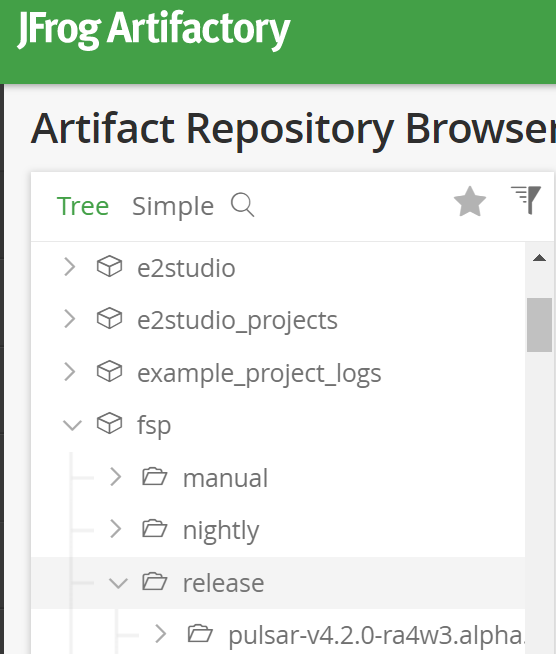 JFrog Artifactory
Artifact Repository Browser
Tree Simple
e2studio
e2studio_projects
example_project_logs
fsp
manual
nightly
release
pulsar-v4.2.0-ra4w3.alpha.